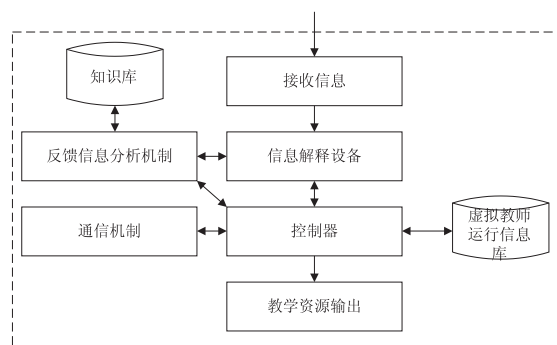 接收信息
知识库
反馈信息分析机制
信息解释设备
通信机制
控制器
虚拟教师
运行信息
库
教学资源输出